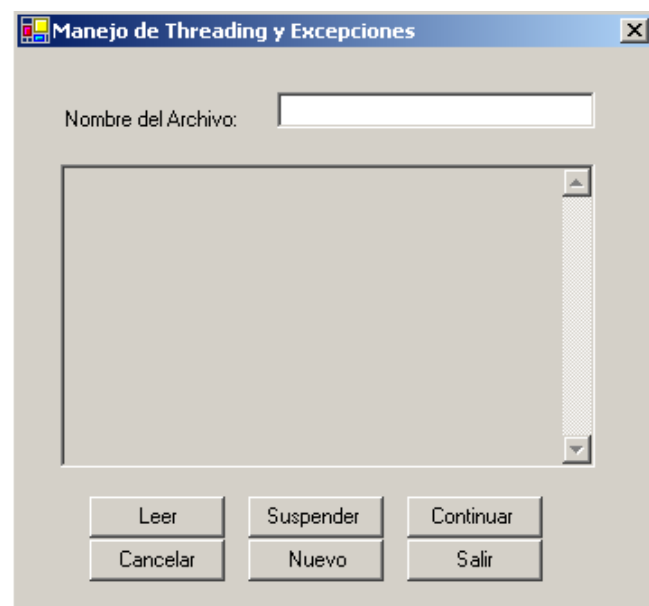 Manejo de Threading y Excepciones
Nombre del Archivo:
Leer Suspender Continuar
Cancelar Nuevo Salir